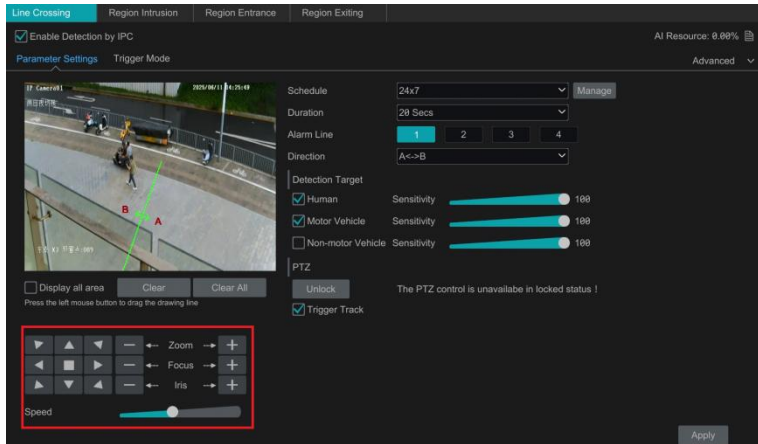 Line Crossing Region Intrusion Region Entrance Region Exiting
Enable Detection by IPC AI Resource: 0.00%
Parameter Settings Trigger Mode Advanced
IP Camera01 2025/06/11 14:25:49
Schedule 24x7 Manage
Duration 20 Secs
Alarm Line 1 2 3 4
Direction A<->B
Detection Target
Human Sensitivity 100
Motor Vehicle Sensitivity 100
Non-motor Vehicle Sensitivity 100
B
A
PTZ
Display all area Clear Clear All
Unlock The PTZ control is unavailabe in locked status !
Press the left mouse button to drag the drawing line
Trigger Track
Zoom
Focus
Iris
Speed
Apply